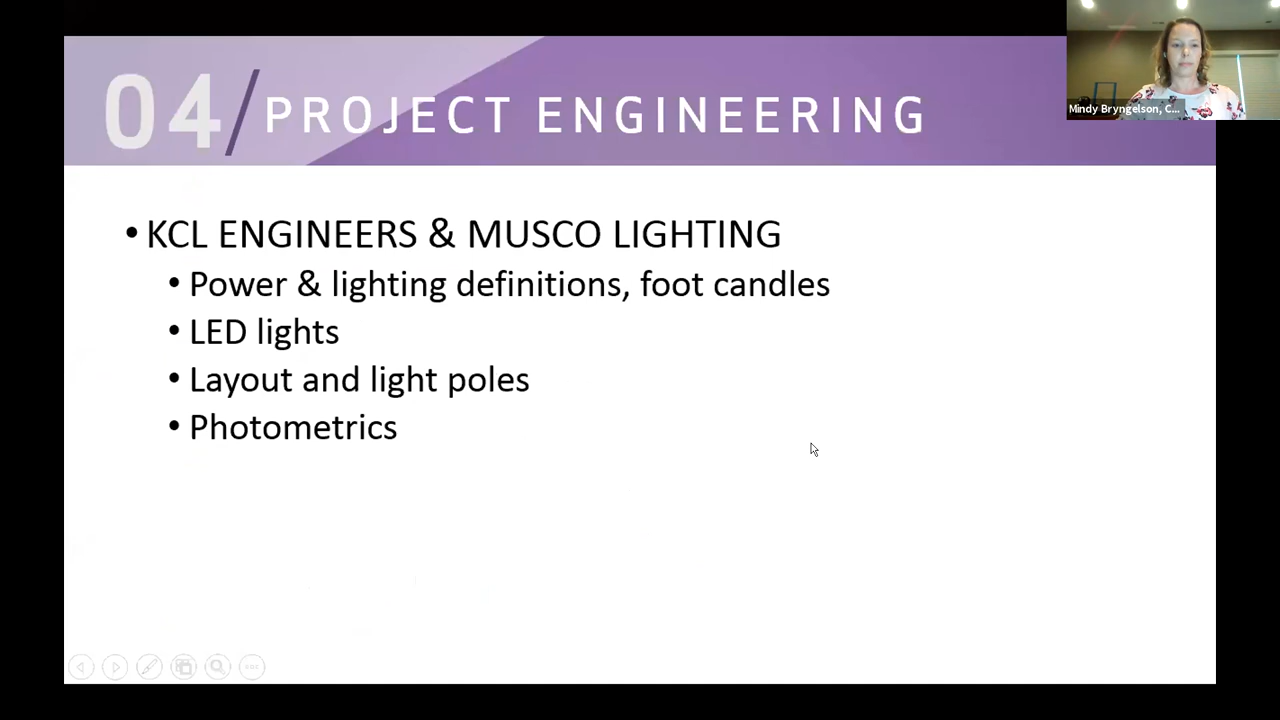 04/PROJECT ENGINEERING
Mindy Bryngelson, C...
• KCL ENGINEERS & MUSCO LIGHTING
• Power & lighting definitions, foot candles
• LED lights
• Layout and light poles
• Photometrics